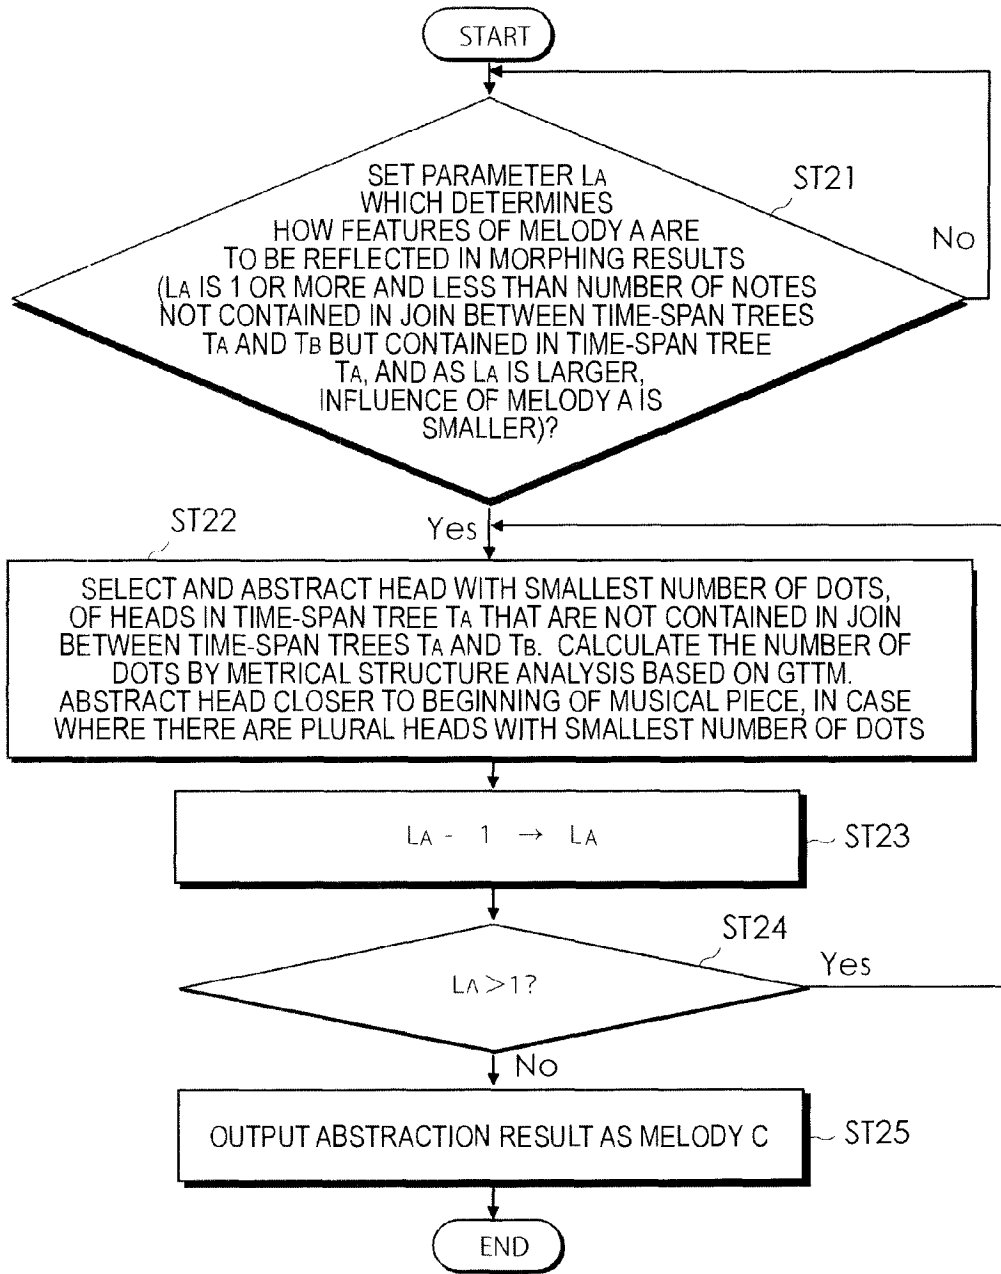 START
ST21
SET PARAMETER LA
WHICH DETERMINES
HOW FEATURES OF MELODY A ARE
TO BE REFLECTED IN MORPHING RESULTS
(LA IS 1 OR MORE AND LESS THAN NUMBER OF NOTES
NOT CONTAINED IN JOIN BETWEEN TIME-SPAN TREES
TA AND TB BUT CONTAINED IN TIME-SPAN TREE
TA, AND AS LA IS LARGER,
INFLUENCE OF MELODY A IS
SMALLER)?
No
Yes
ST22
SELECT AND ABSTRACT HEAD WITH SMALLEST NUMBER OF DOTS,
OF HEADS IN TIME-SPAN TREE TA THAT ARE NOT CONTAINED IN JOIN
BETWEEN TIME-SPAN TREES TA AND TB. CALCULATE THE NUMBER OF
DOTS BY METRICAL STRUCTURE ANALYSIS BASED ON GTTM.
ABSTRACT HEAD CLOSER TO BEGINNING OF MUSICAL PIECE, IN CASE
WHERE THERE ARE PLURAL HEADS WITH SMALLEST NUMBER OF DOTS
LA - 1 → LA
ST23
ST24
LA>1?
Yes
No
OUTPUT ABSTRACTION RESULT AS MELODY C
ST25
END